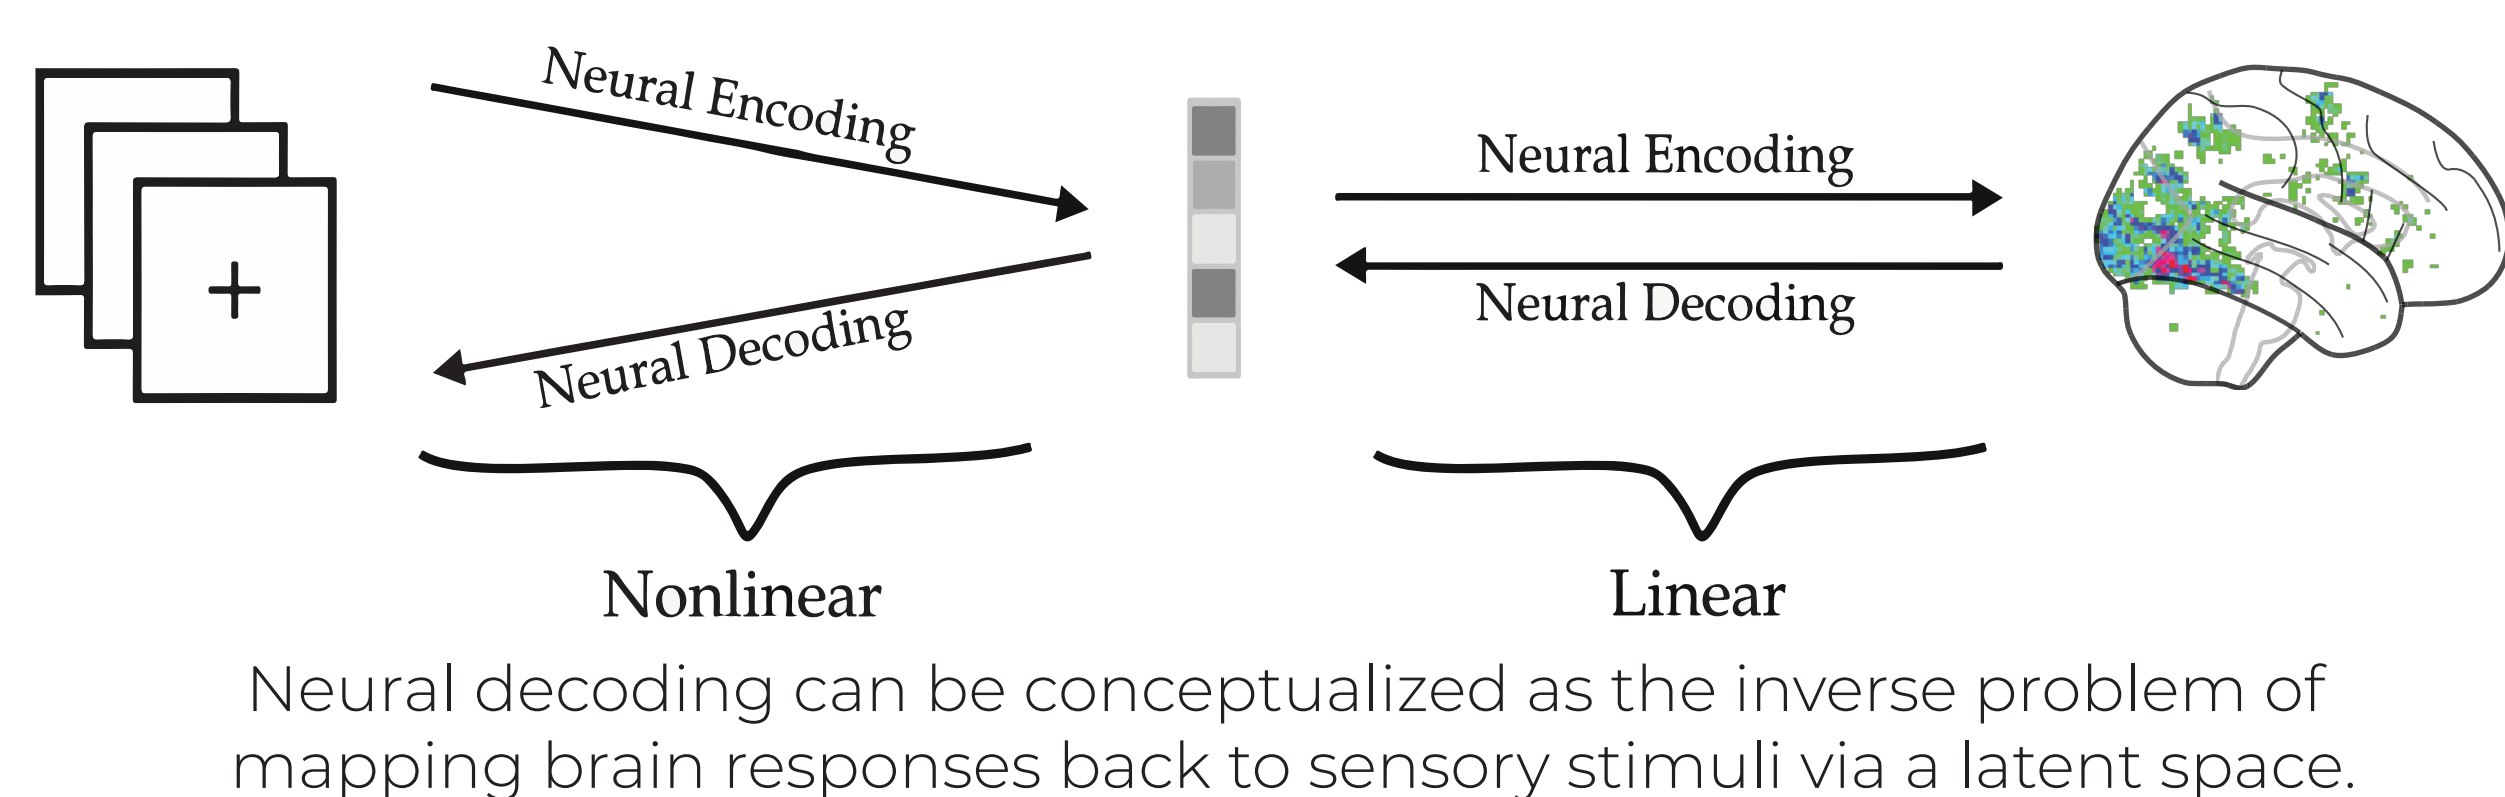 Neural Encoding
Neural Encoding
Neural Decoding
Neural Decoding
Nonlinear
Linear
Neural decoding can be conceptualized as the inverse problem of
mapping brain responses back to sensory stimuli via a latent space.